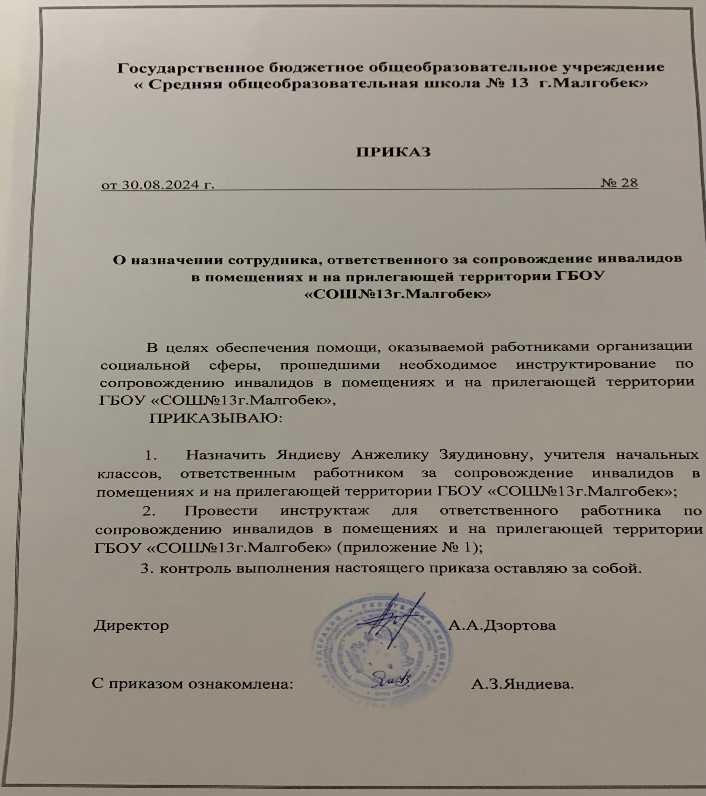 Государственное бюджетное общеобразовательное учреждение
« Средняя общеобразовательная школа № 13 г.Малгобек»
ПРИКАЗ
от 30.08.2024 г. № 28
О назначении сотрудника, ответственного за сопровождение инвалидов
в помещениях и на прилегающей территории ГБОУ
«СОШ№13г.Малгобек»
В целях обеспечения помощи, оказываемой работниками организации
социальной сферы, прошедшими необходимое инструктирование по
сопровождению инвалидов в помещениях и на прилегающей территории
ГБОУ «СОШ№13г.Малгобек»,
ПРИКАЗЫВАЮ:
1. Назначить Яндиеву Анжелику Зяудиновну, учителя начальных
классов, ответственным работником за сопровождение инвалидов в
помещениях и на прилегающей территории ГБОУ «СОШ№13г.Малгобек»;
2. Провести инструктаж для ответственного работника по
сопровождению инвалидов в помещениях и на прилегающей территории
ГБОУ «СОШ№13г.Малгобек» (приложение № 1);
3. контроль выполнения настоящего приказа оставляю за собой.
Директор А.А.Дзортова
С приказом ознакомлена: А.З.Яндиева.